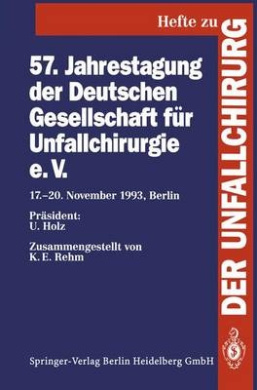 Hefte zu
DER UNFALLCHIRURG
57. Jahrestagung
der Deutschen
Gesellschaft für
Unfallchirurgie
e. V.
17.–20. November 1993, Berlin
Präsident:
U. Holz
Zusammengestellt von
K. E. Rehm
Springer-Verlag Berlin Heidelberg GmbH